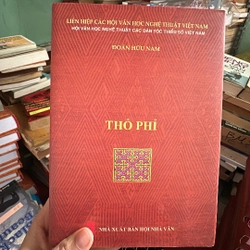 LIÊN HIỆP CÁC HỘI VĂN HỌC NGHỆ THUẬT VIỆT NAM
HỘI VĂN HỌC NGHỆ THUẬT CÁC DÂN TỘC THIỂU SỐ VIỆT NAM
ĐOÀN HỮU NAM
THỔ PHỈ
NHÀ XUẤT BẢN HỘI NHÀ VĂN